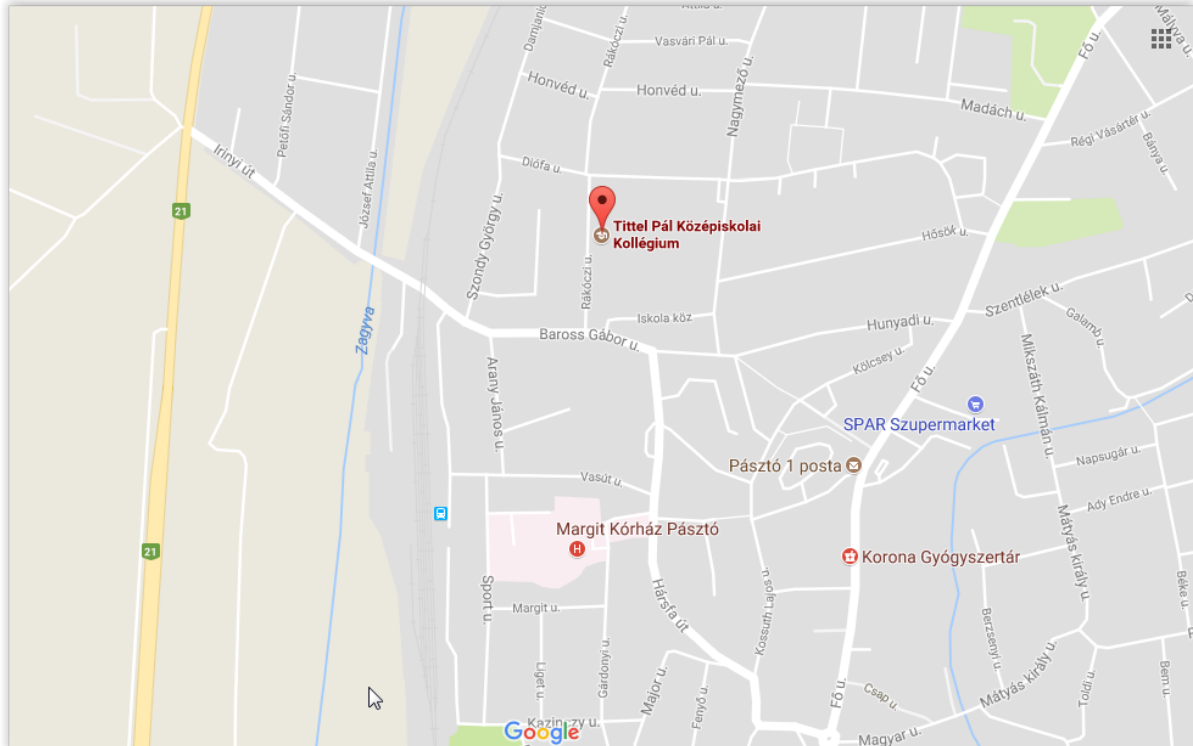 Attila u.
Mályva u.
Damjanic
Rákóczi u.
Vasvári Pál u.
Fő u.
Petőfi Sándor u.
Honvéd u.
Honvéd u.
Nagymező u.
Madách u.
Régi Vásártér u.
Bánya u.
Irinyi út
József Attila u.
Diófa u.
21
Szondy György u.
Tittel Pál Középiskolai
Kollégium
Rákóczi u.
Hősök u.
Szentlélek u.
Zagyva
Iskola köz
Baross Gábor u.
Hunyadi u.
Galamb u.
Mikszáth Kálmán u.
Kölcsey u.
Arany János u.
Fő u.
SPAR Szupermarket
Pásztó 1 posta
Napsugár u.
Vasút u.
Ady Endre u.
Margit Kórház Pásztó
H
21
Korona Gyógyszertár
Mátyás király u.
Sport u.
Hársfa út
Kossuth Lajos u.
Béke u.
Margit u.
Berzsenyi u.
Liget u.
Gárdonyi u.
Major u.
Fenyő u.
Csap u.
Fő u.
Mátyás király u.
Toldi u.
Bem u.
Kazinczy u.
Google
Magyar u.